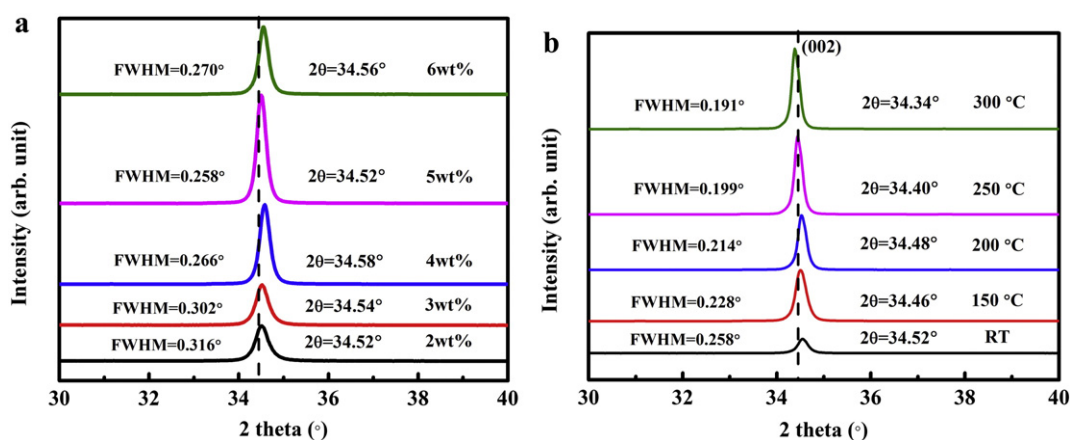 a
FWHM=0.270° 2θ=34.56° 6wt%
FWHM=0.258° 2θ=34.52° 5wt%
FWHM=0.266° 2θ=34.58° 4wt%
FWHM=0.302° 2θ=34.54° 3wt%
FWHM=0.316° 2θ=34.52° 2wt%
Intensity (arb. unit)
30 32 34 36 38 40
2 theta (°)
b
(002)
FWHM=0.191° 2θ=34.34° 300 °C
FWHM=0.199° 2θ=34.40° 250 °C
FWHM=0.214° 2θ=34.48° 200 °C
FWHM=0.228° 2θ=34.46° 150 °C
FWHM=0.258° 2θ=34.52° RT
Intensity (arb. unit)
30 32 34 36 38 40
2 theta (°)